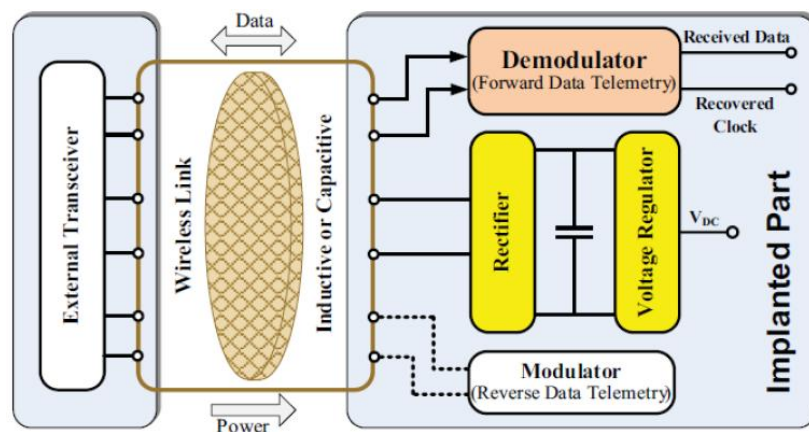 Data
External Transceiver
Wireless Link
Inductive or Capacitive
Power
Demodulator
(Forward Data Telemetry)
Received Data
Recovered
Clock
Rectifier
Voltage Regulator
VDC
Modulator
(Reverse Data Telemetry)
Implanted Part